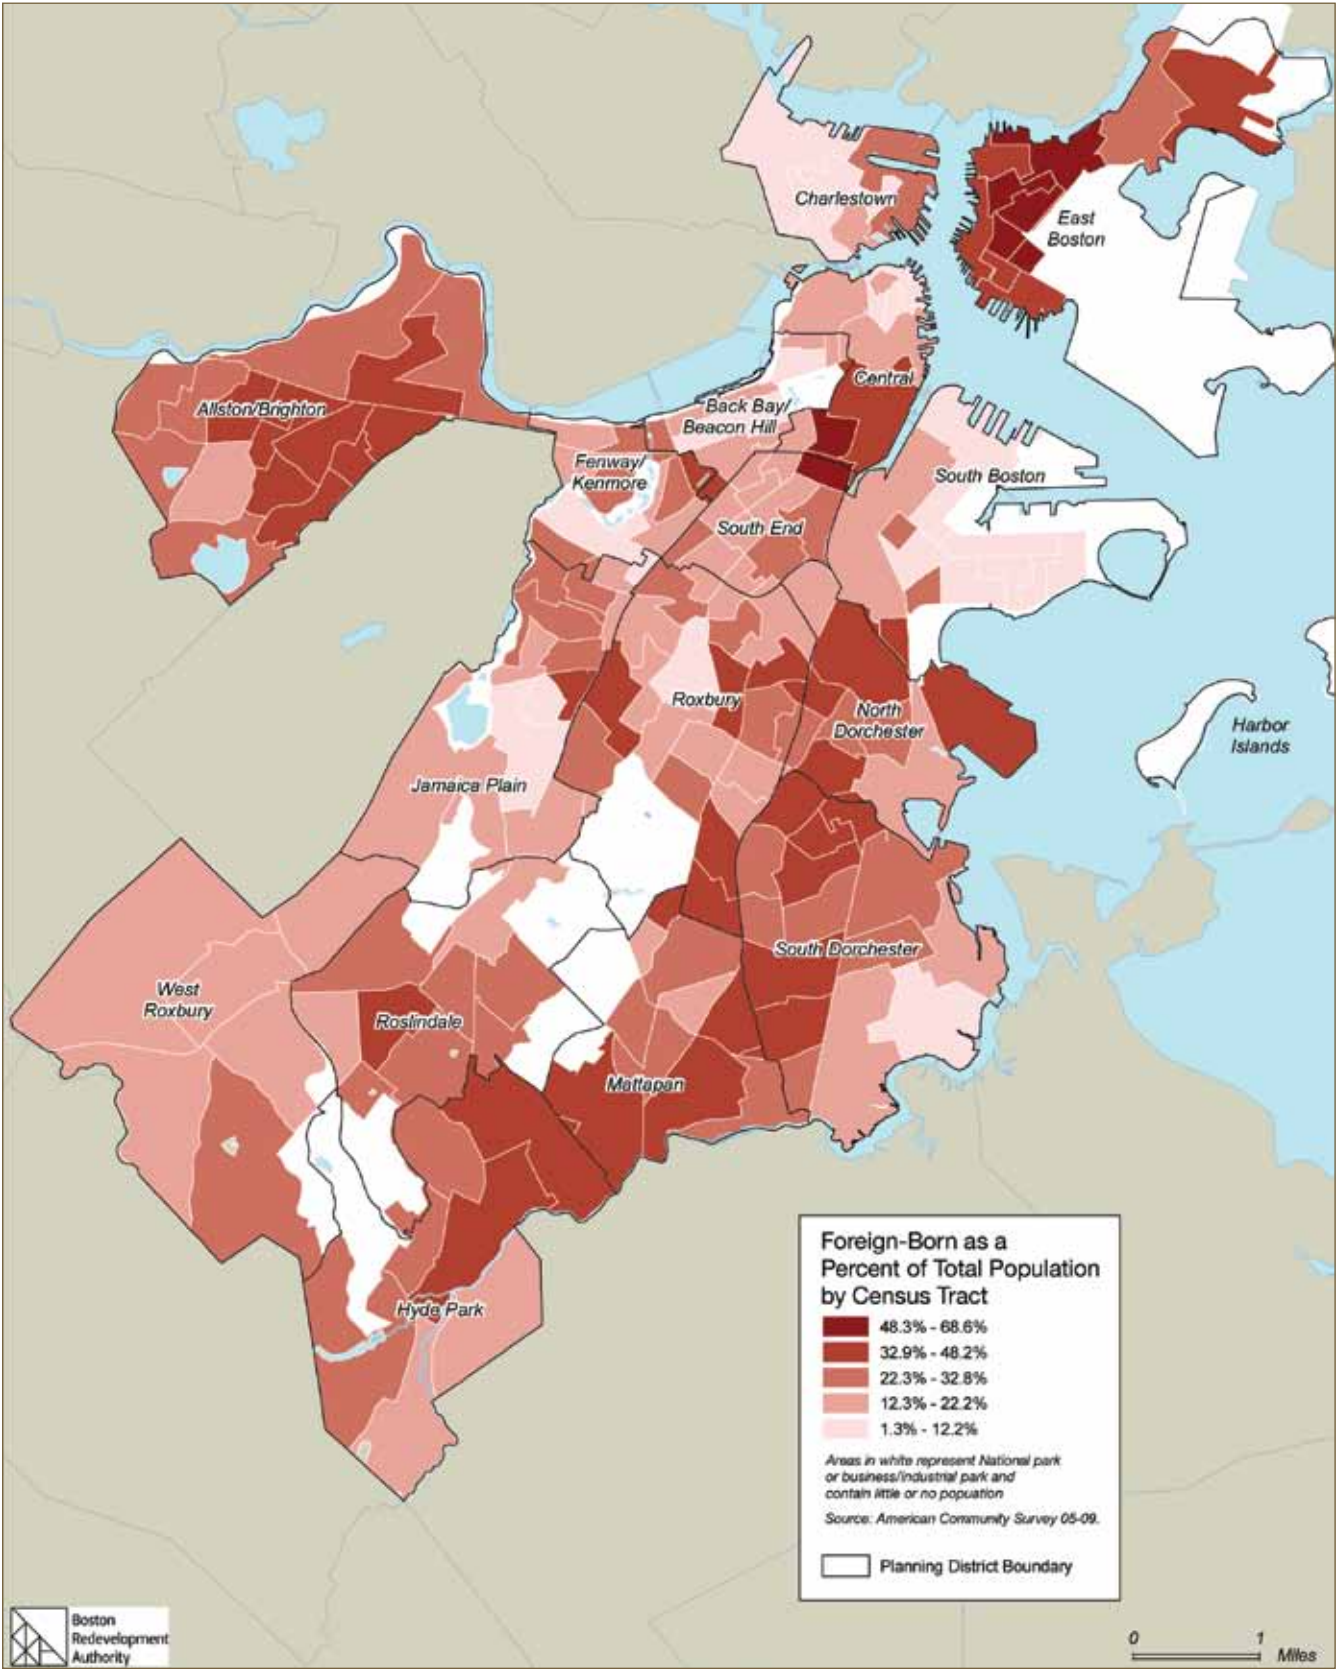 Charlestown
East
Boston
Central
Allston/Brighton
Back Bay/
Beacon Hill
Fenway/
Kenmore
South Boston
South End
Roxbury
North
Dorchester
Harbor
Islands
Jamaica Plain
South Dorchester
West
Roxbury
Roslindale
Mattapan
Hyde Park
Foreign-Born as a
Percent of Total Population
by Census Tract
48.3% - 68.6%
32.9% - 48.2%
22.3% - 32.8%
12.3% - 22.2%
1.3% - 12.2%
Areas in white represent National park
or business/industrial park and
contain little or no popuation
Source: American Community Survey 05-09.
Planning District Boundary
Boston
Redevelopment
Authority
0 1
Miles